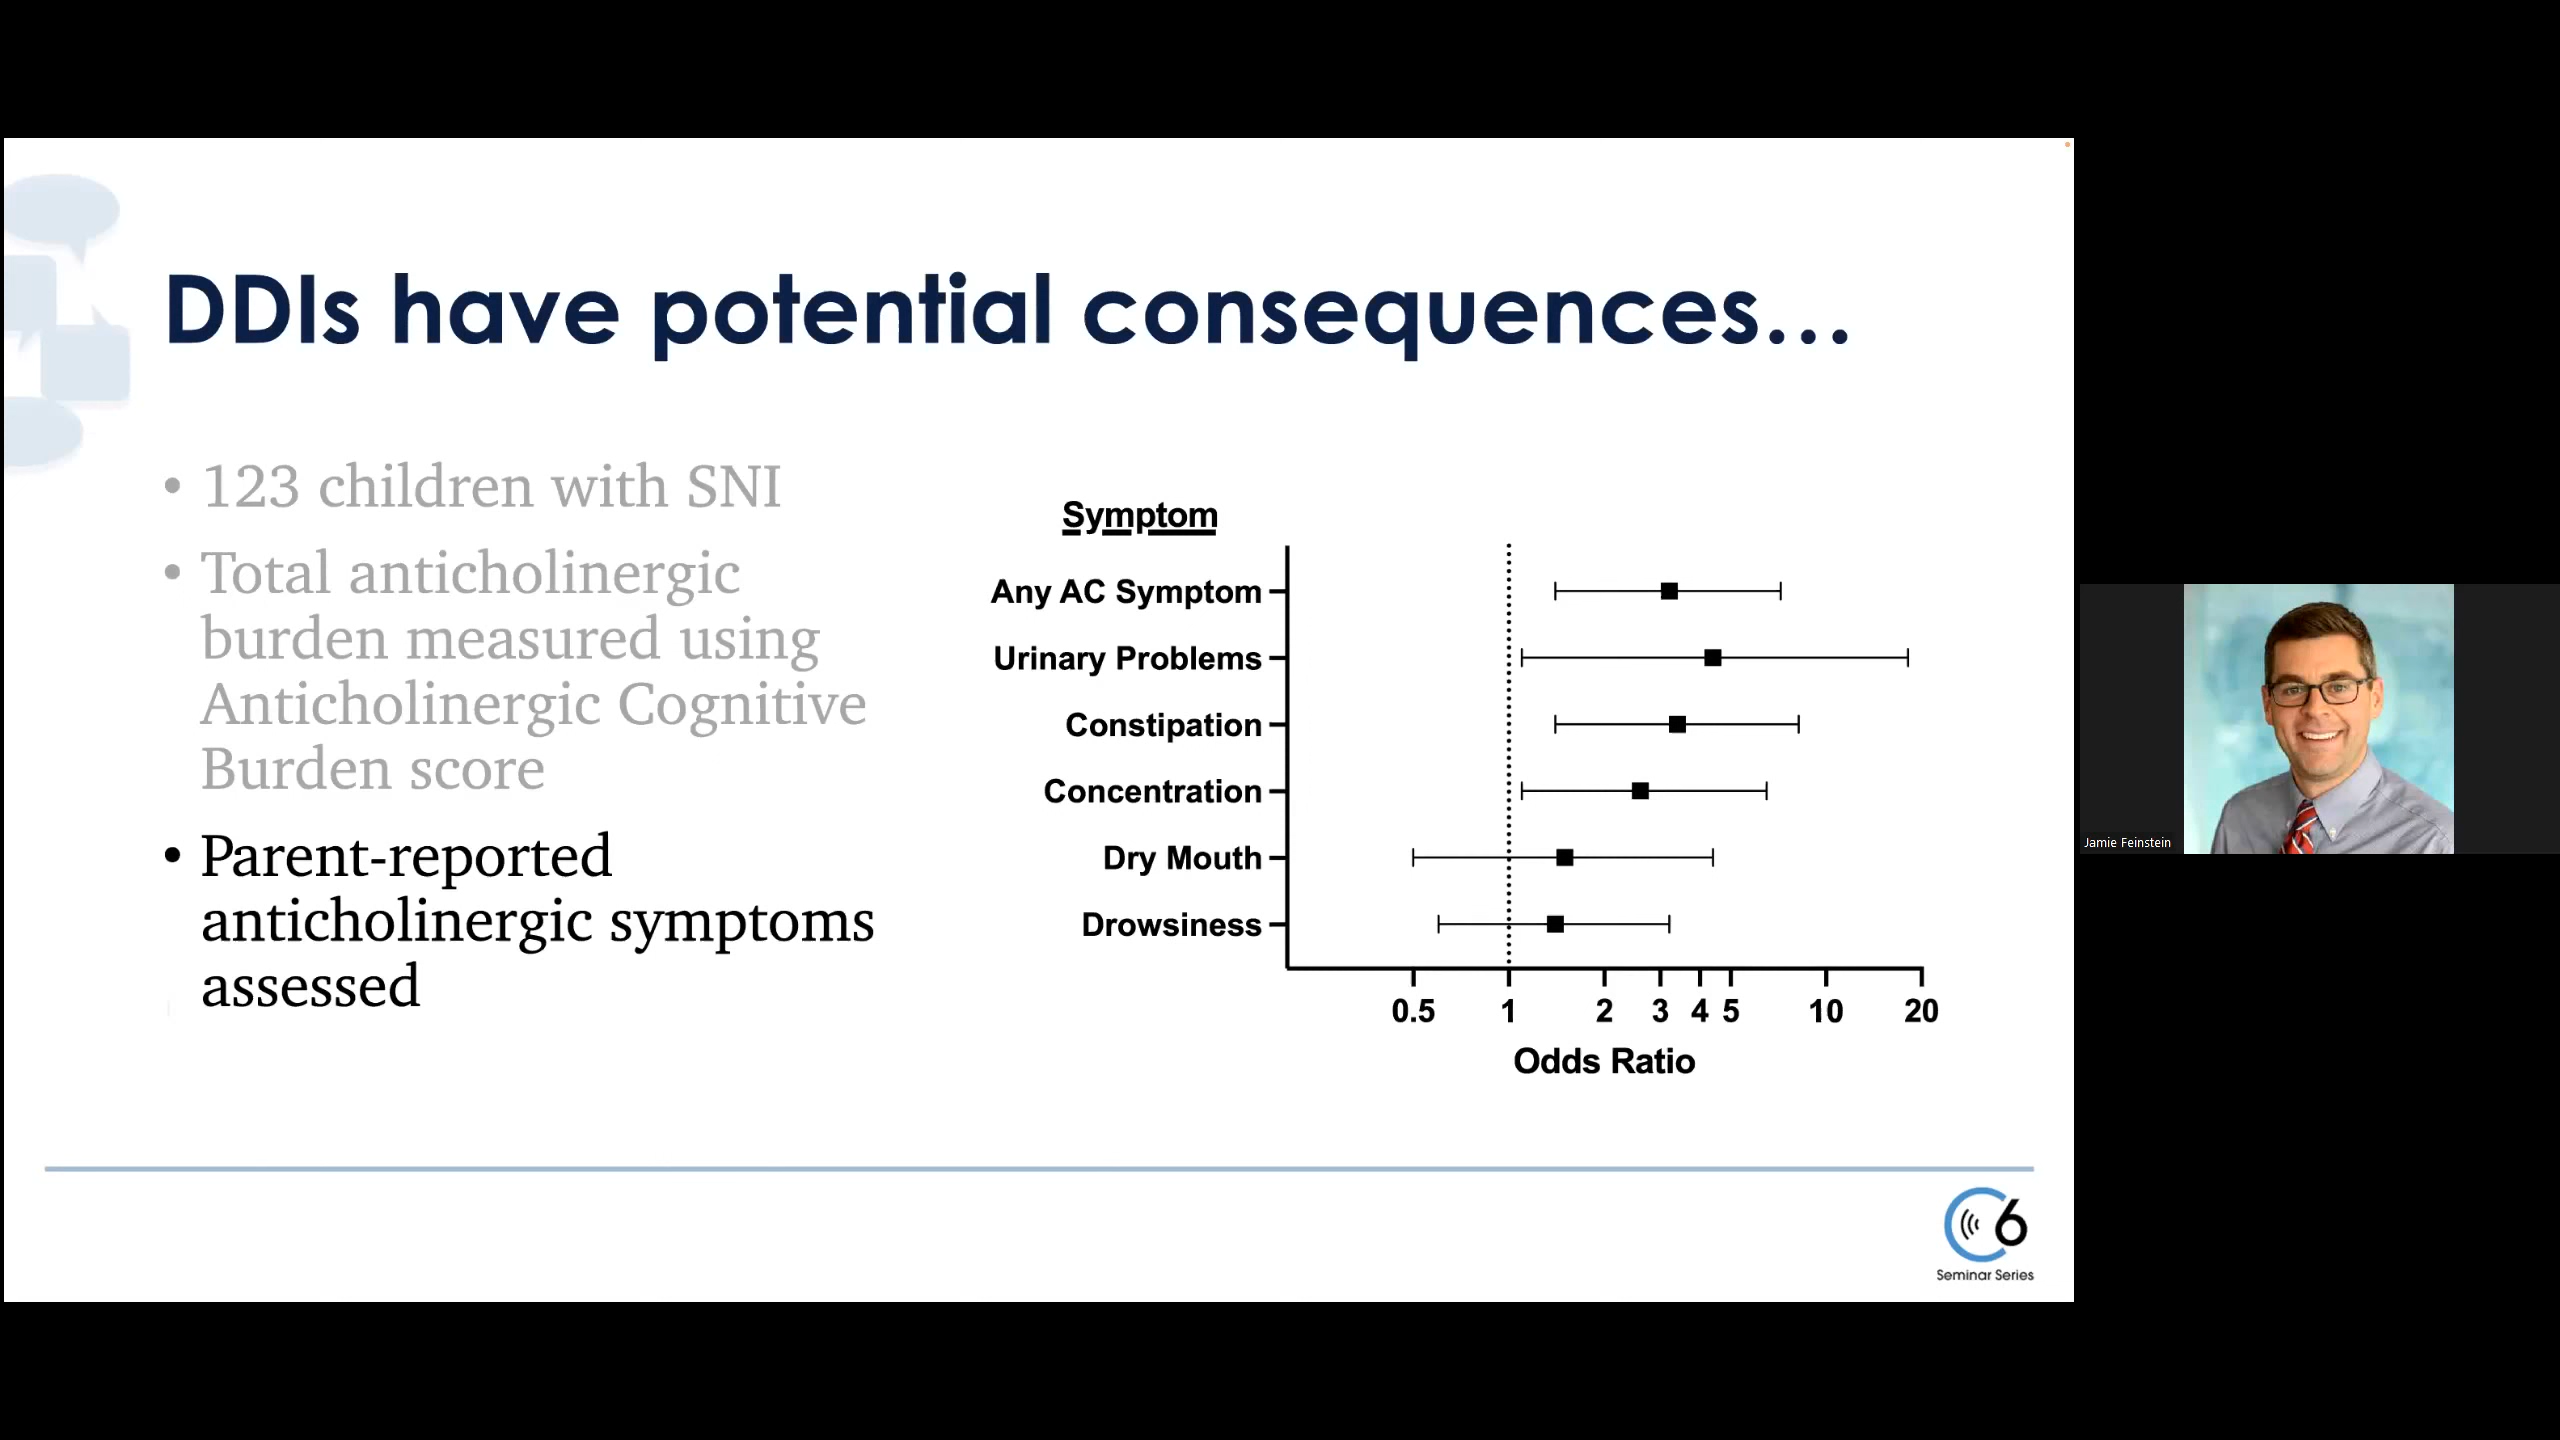 DDIs have potential consequences...
• 123 children with SNI
• Total anticholinergic
burden measured using
Anticholinergic Cognitive
Burden score
• Parent-reported
anticholinergic symptoms
assessed
Symptom
Any AC Symptom
Urinary Problems
Constipation
Concentration
Dry Mouth
Drowsiness
0.5 1 2 3 4 5 10 20
Odds Ratio
C6
Seminar Series
Jamie Feinstein